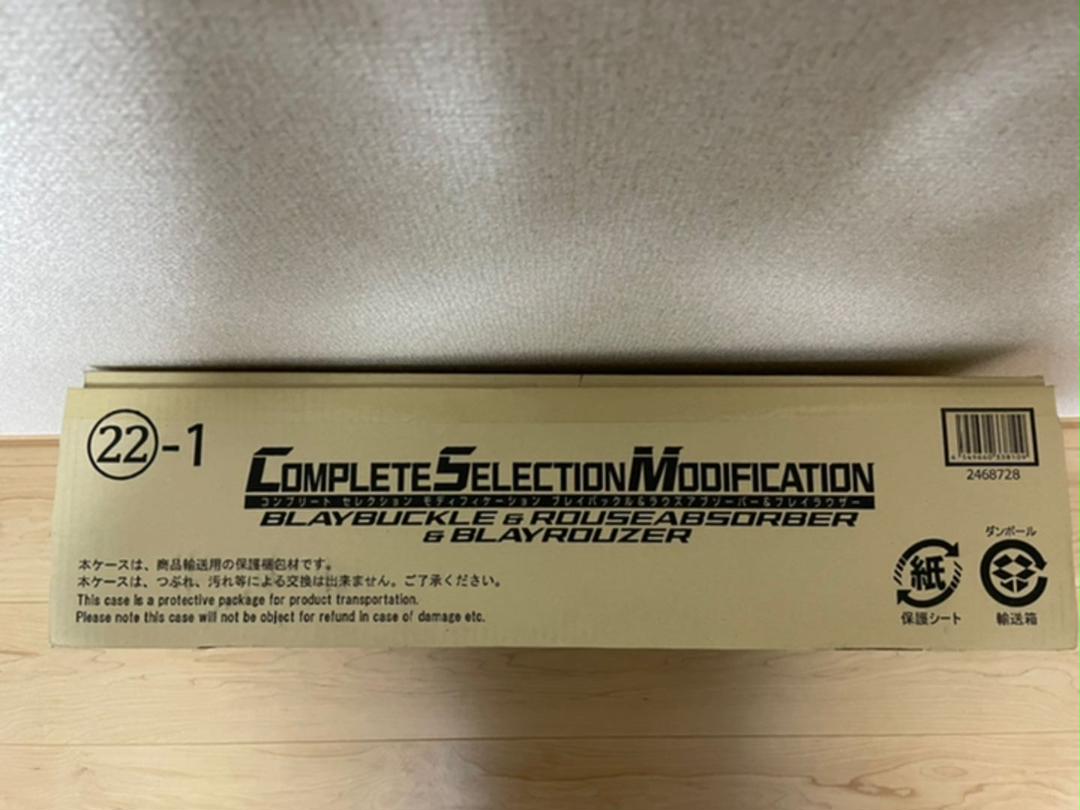 22-1
COMPLETE SELECTION MODIFICATION
コンプリート セレクション モディフィケーション ブレイバックル&ラウズアブソーバー&ブレイラウザー
BLAYBUCKLE & ROUSEABSORBER
& BLAYROUZER
2468728
本ケースは、商品輸送用の保護梱包材です。
本ケースは、つぶれ、汚れ等による交換は出来ません。ご了承ください。
This case is a protective package for product transportation.
Please note this case will not be object for refund in case of damage etc.
紙
保護シート
ダンボール
輸送箱